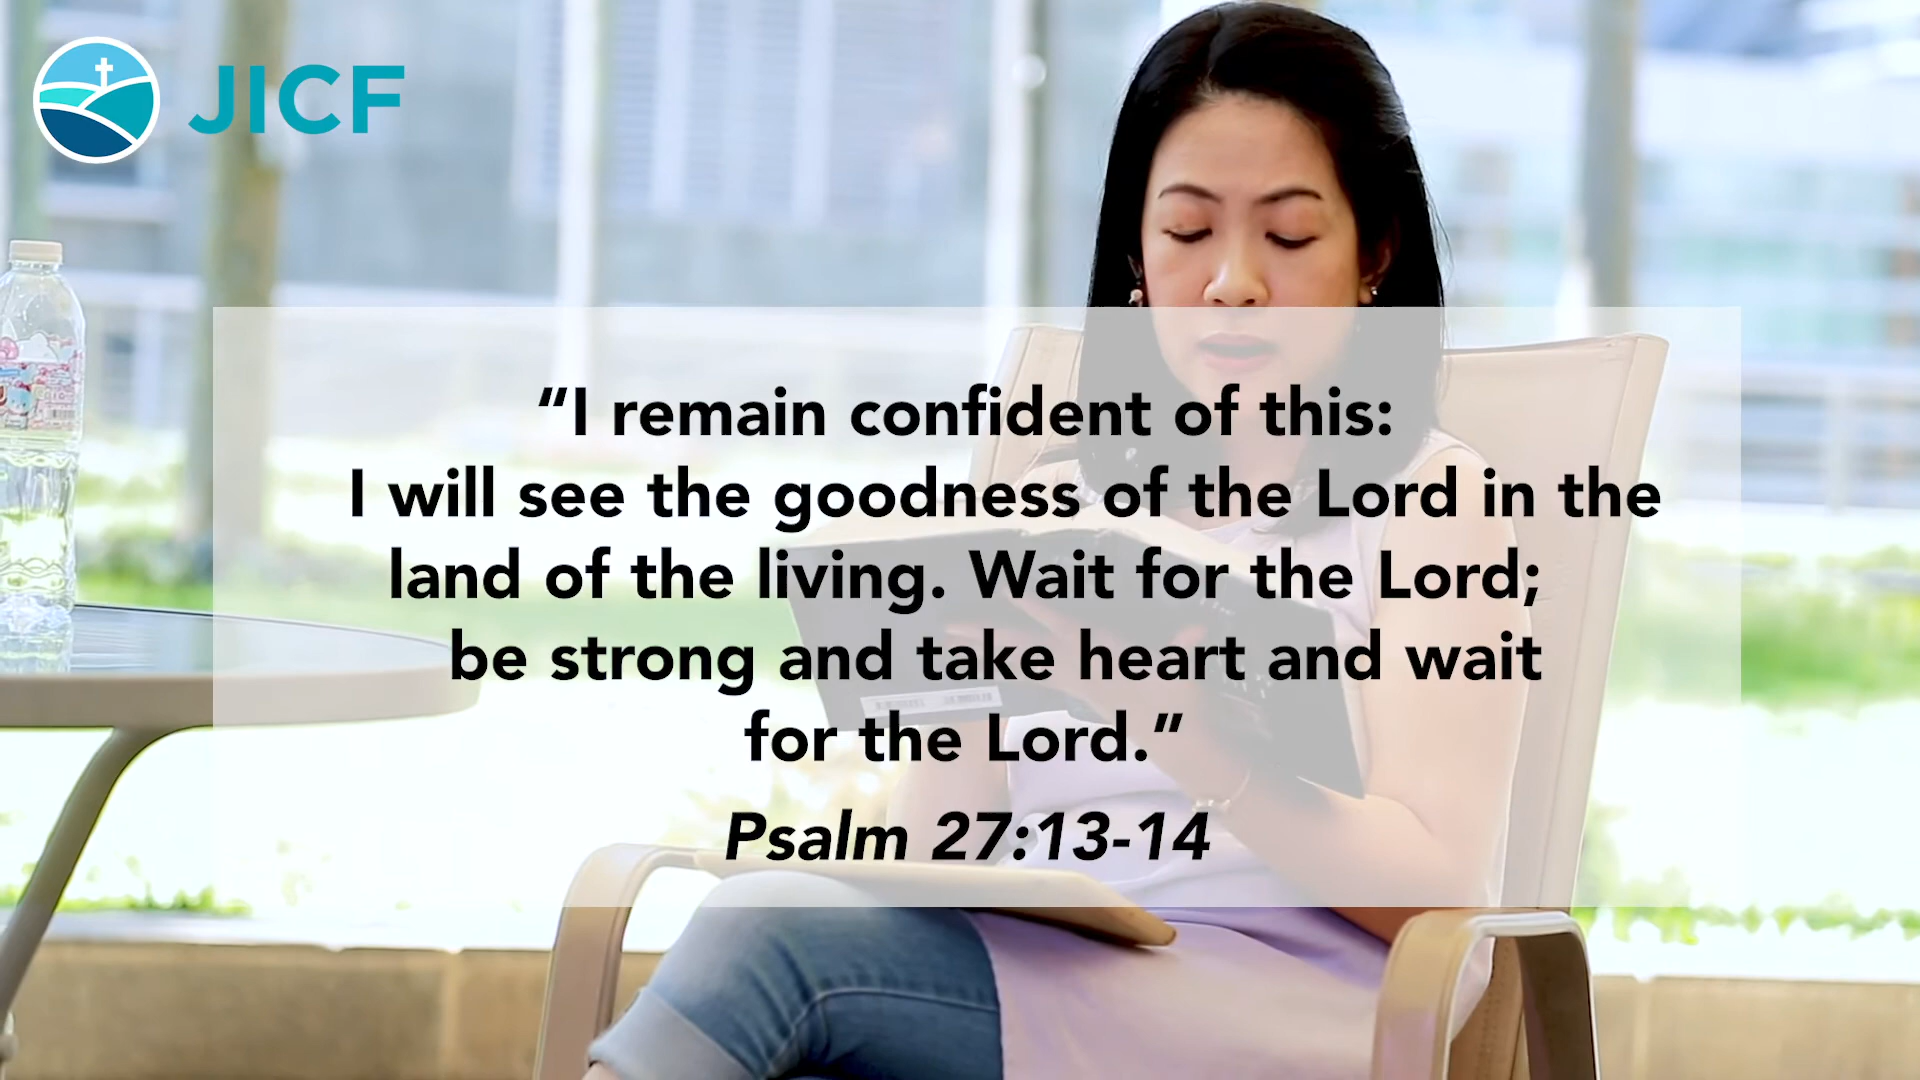 JICF
“I remain confident of this:
I will see the goodness of the Lord in the
land of the living. Wait for the Lord;
be strong and take heart and wait
for the Lord.”
Psalm 27:13-14